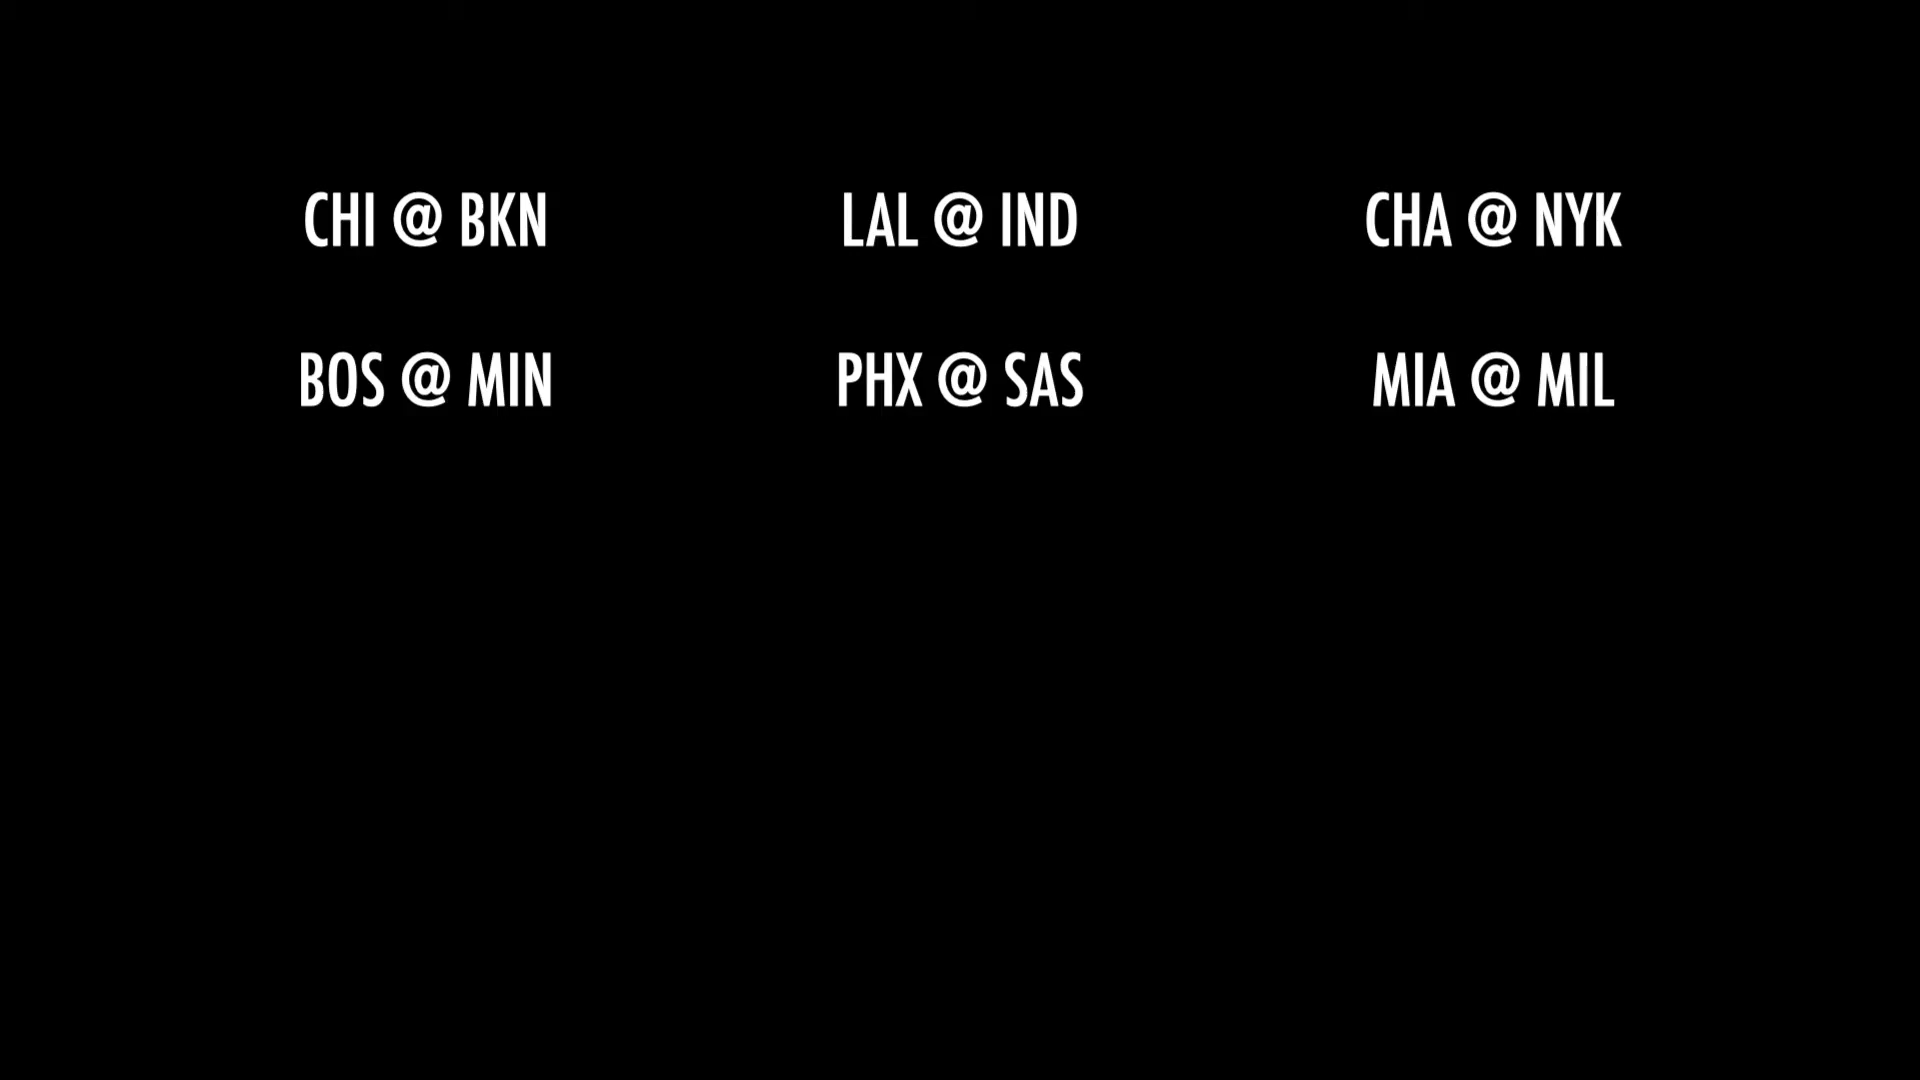 CHI @ BKN LAL @ IND CHA @ NYK
BOS @ MIN PHX @ SAS MIA @ MIL